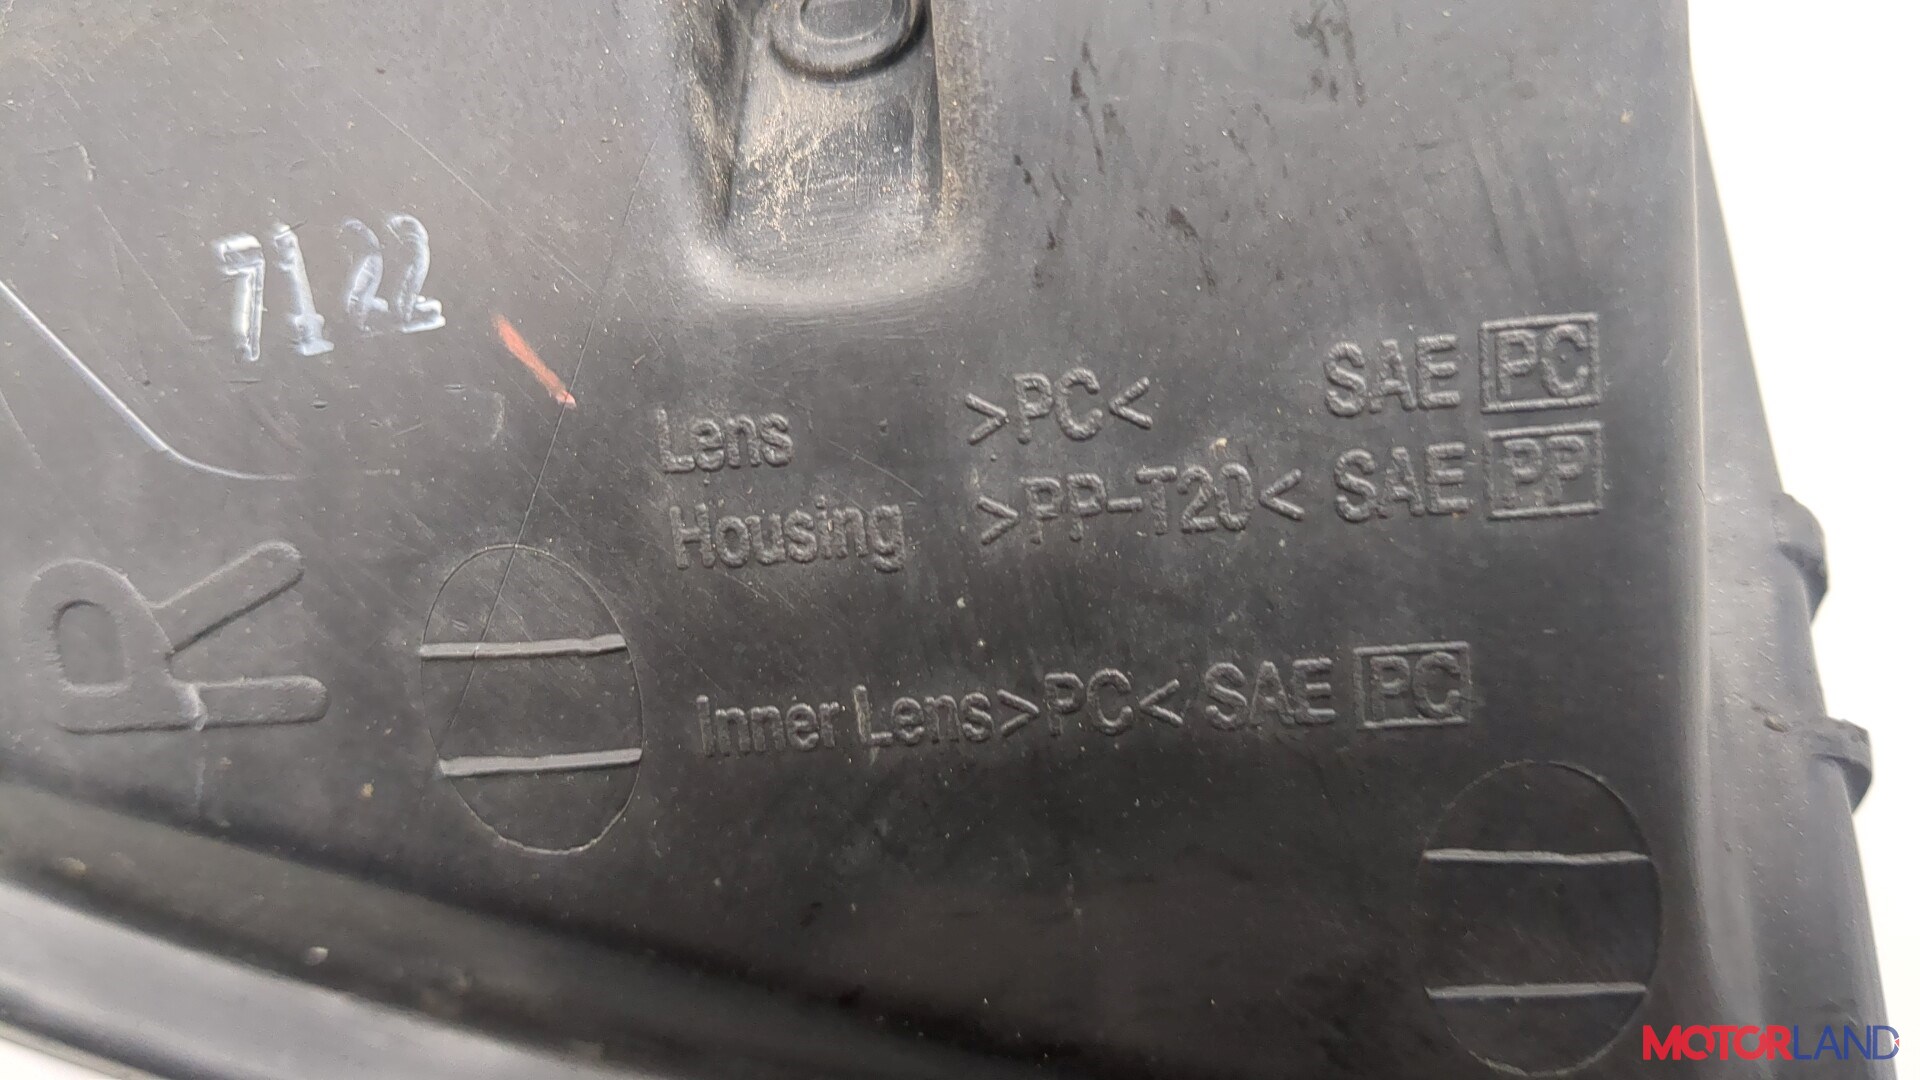 7122
Lens >PC< SAE PC
Housing >PP-T20< SAE PP
R
Inner Lens>PC< SAE PC
MOTORLAND